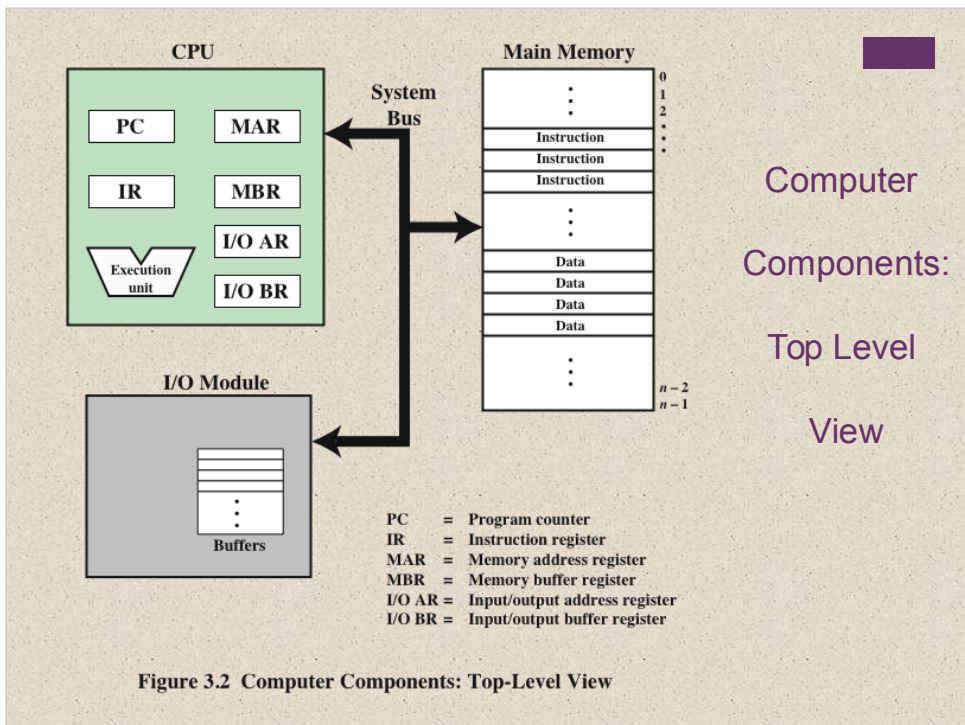 CPU
PC
MAR
IR
MBR
I/O AR
Execution
unit
I/O BR
System
Bus
Main Memory
0
1
2
Instruction
Instruction
Instruction
Data
Data
Data
Data
n – 2
n – 1
I/O Module
Buffers
PC = Program counter
IR = Instruction register
MAR = Memory address register
MBR = Memory buffer register
I/O AR = Input/output address register
I/O BR = Input/output buffer register
Figure 3.2 Computer Components: Top-Level View
Computer
Components:
Top Level
View